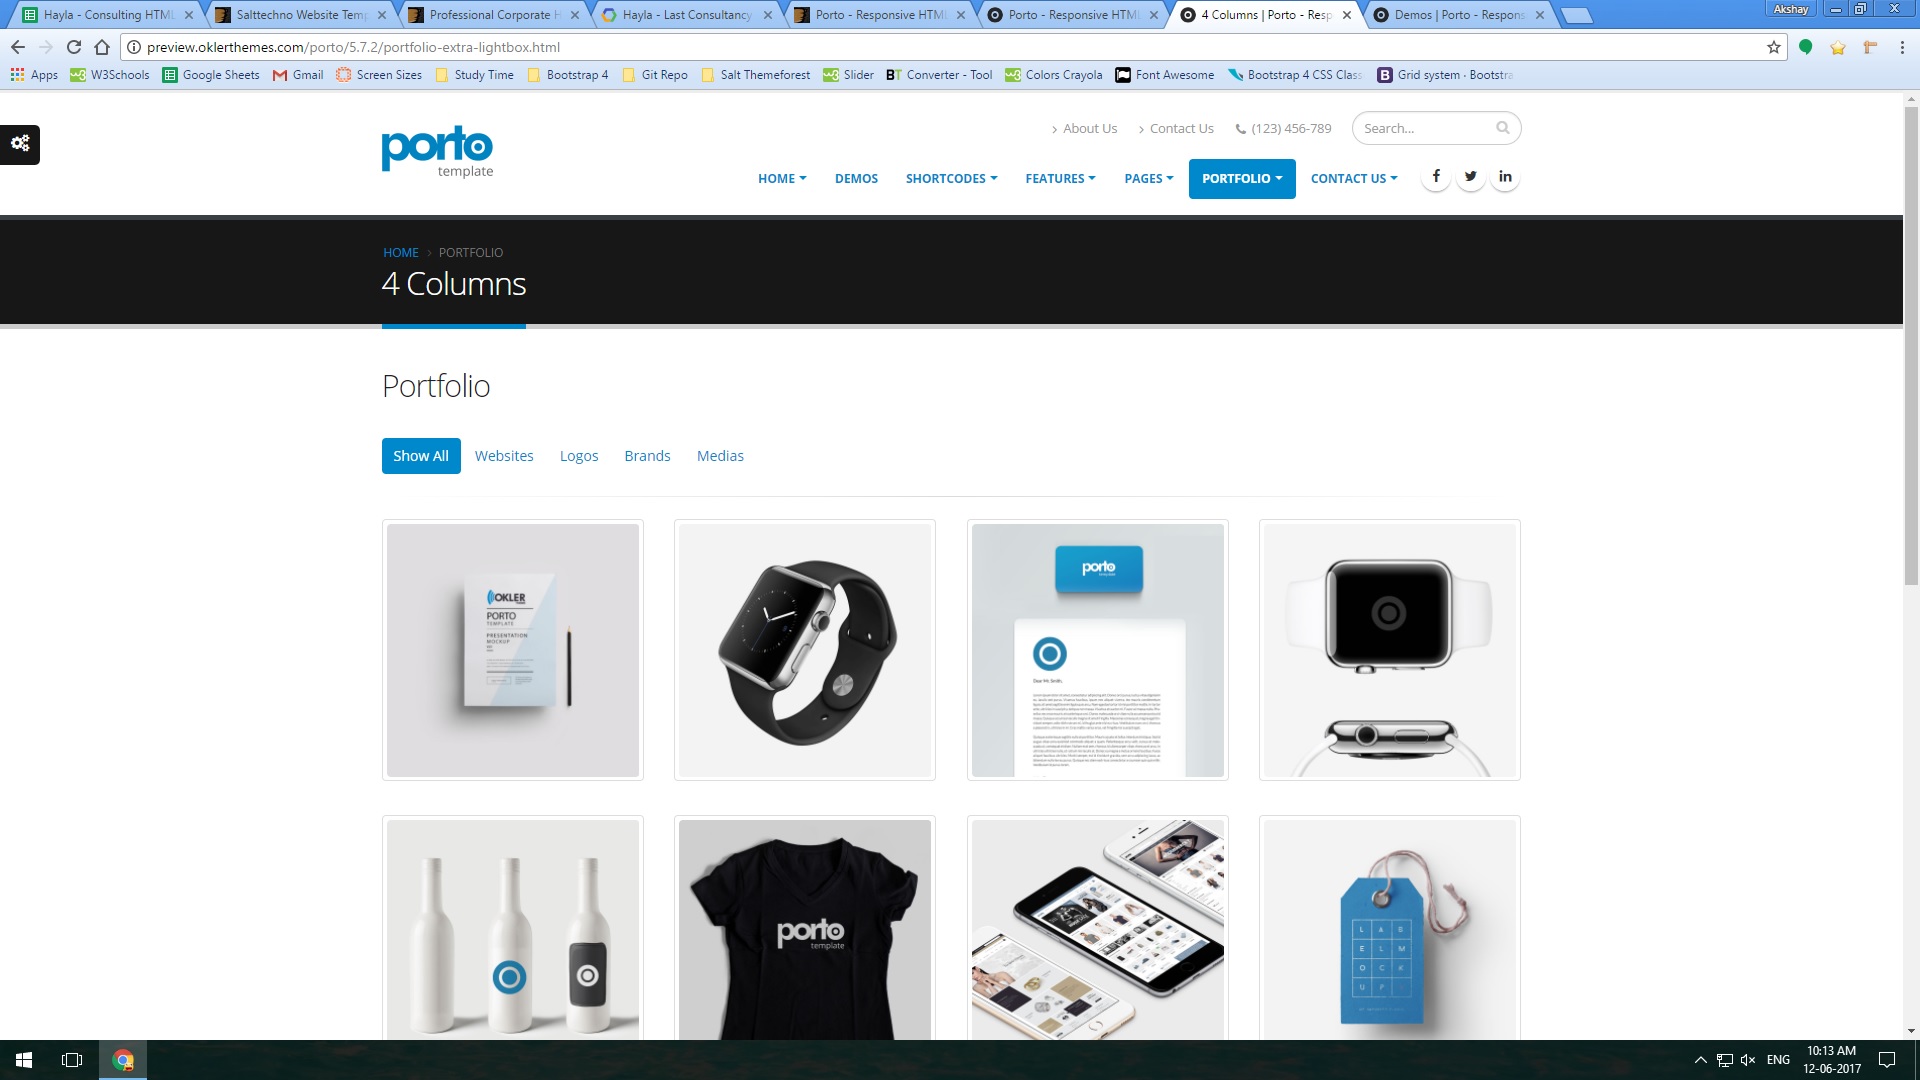 Hayla - Consulting HTML
Salttechno Website Temp
Professional Corporate H
Hayla - Last Consultancy
Porto - Responsive HTML
Porto - Responsive HTML
4 Columns | Porto - Resp
Demos | Porto - Respons
Akshay
preview.oklerthemes.com/porto/5.7.2/portfolio-extra-lightbox.html
Apps
W3Schools
Google Sheets
Gmail
Screen Sizes
Study Time
Bootstrap 4
Git Repo
Salt Themeforest
Slider
BT Converter - Tool
Colors Crayola
Font Awesome
Bootstrap 4 CSS Class
B Grid system · Bootstra
About Us
Contact Us
(123) 456-789
Search...
porto
template
HOME
DEMOS
SHORTCODES
FEATURES
PAGES
PORTFOLIO
CONTACT US
HOME > PORTFOLIO
4 Columns
Portfolio
Show All
Websites
Logos
Brands
Medias
OKLER
PORTO
TEMPLATE
PRESENTATION
MOCKUP
porto
Dear Mr. Smith,
porto
template
L A B
E L M
O C K
U P
ENG
10:13 AM
12-06-2017